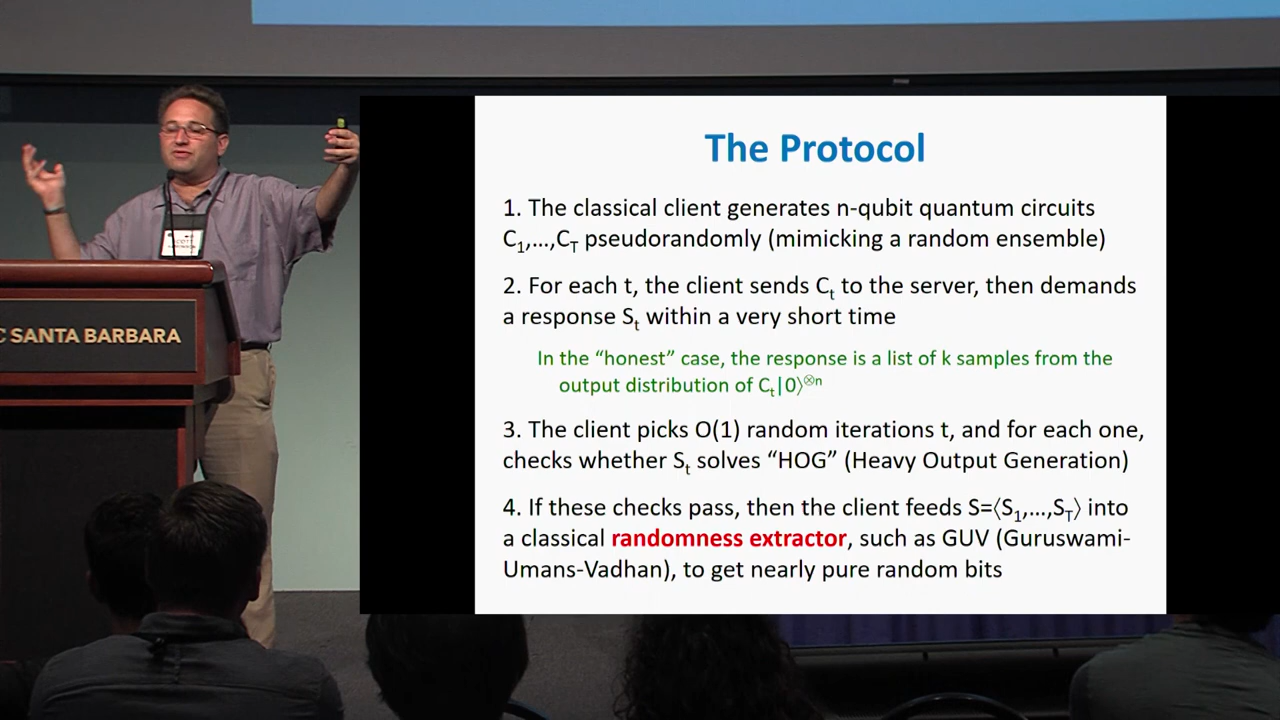 The Protocol
1. The classical client generates n-qubit quantum circuits
C₁,…,C_T pseudorandomly (mimicking a random ensemble)
2. For each t, the client sends Cₜ to the server, then demands
a response Sₜ within a very short time
In the “honest” case, the response is a list of k samples from the
output distribution of Cₜ|0⟩^⊗n
3. The client picks O(1) random iterations t, and for each one,
checks whether Sₜ solves “HOG” (Heavy Output Generation)
4. If these checks pass, then the client feeds S=⟨S₁,…,S_T⟩ into
a classical randomness extractor, such as GUV (Guruswami-
Umans-Vadhan), to get nearly pure random bits
C SANTA BARBARA
SCOTT